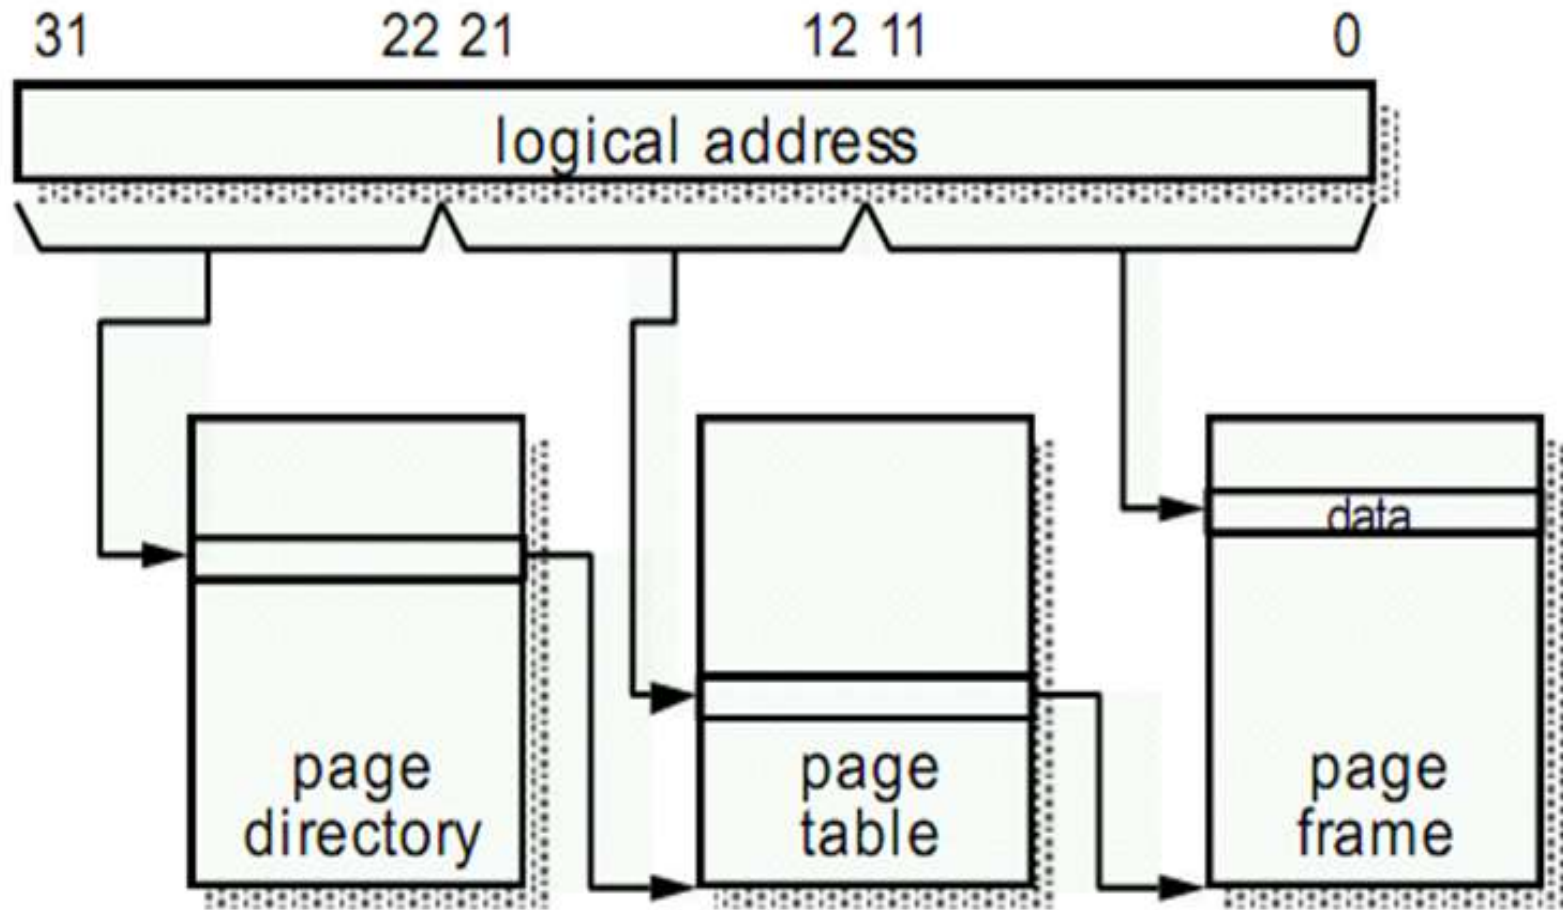 31 22 21 12 11 0
logical address
data
page
directory
page
table
page
frame